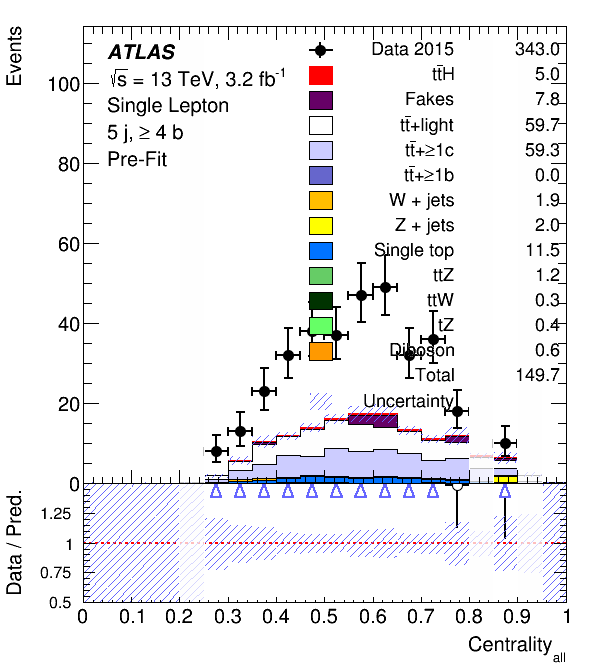 Events
ATLAS
√s = 13 TeV, 3.2 fb⁻¹
Single Lepton
5 j, ≥ 4 b
Pre-Fit
Data 2015 343.0
tt̄H 5.0
Fakes 7.8
tt̄+light 59.7
tt̄+≥1c 59.3
tt̄+≥1b 0.0
W + jets 1.9
Z + jets 2.0
Single top 11.5
ttZ 1.2
ttW 0.3
tZ 0.4
Diboson 0.6
Total 149.7
Uncertainty
100
80
60
40
20
0
Data / Pred.
1.25
1
0.75
0.5
0 0.1 0.2 0.3 0.4 0.5 0.6 0.7 0.8 0.9 1
Centrality_all